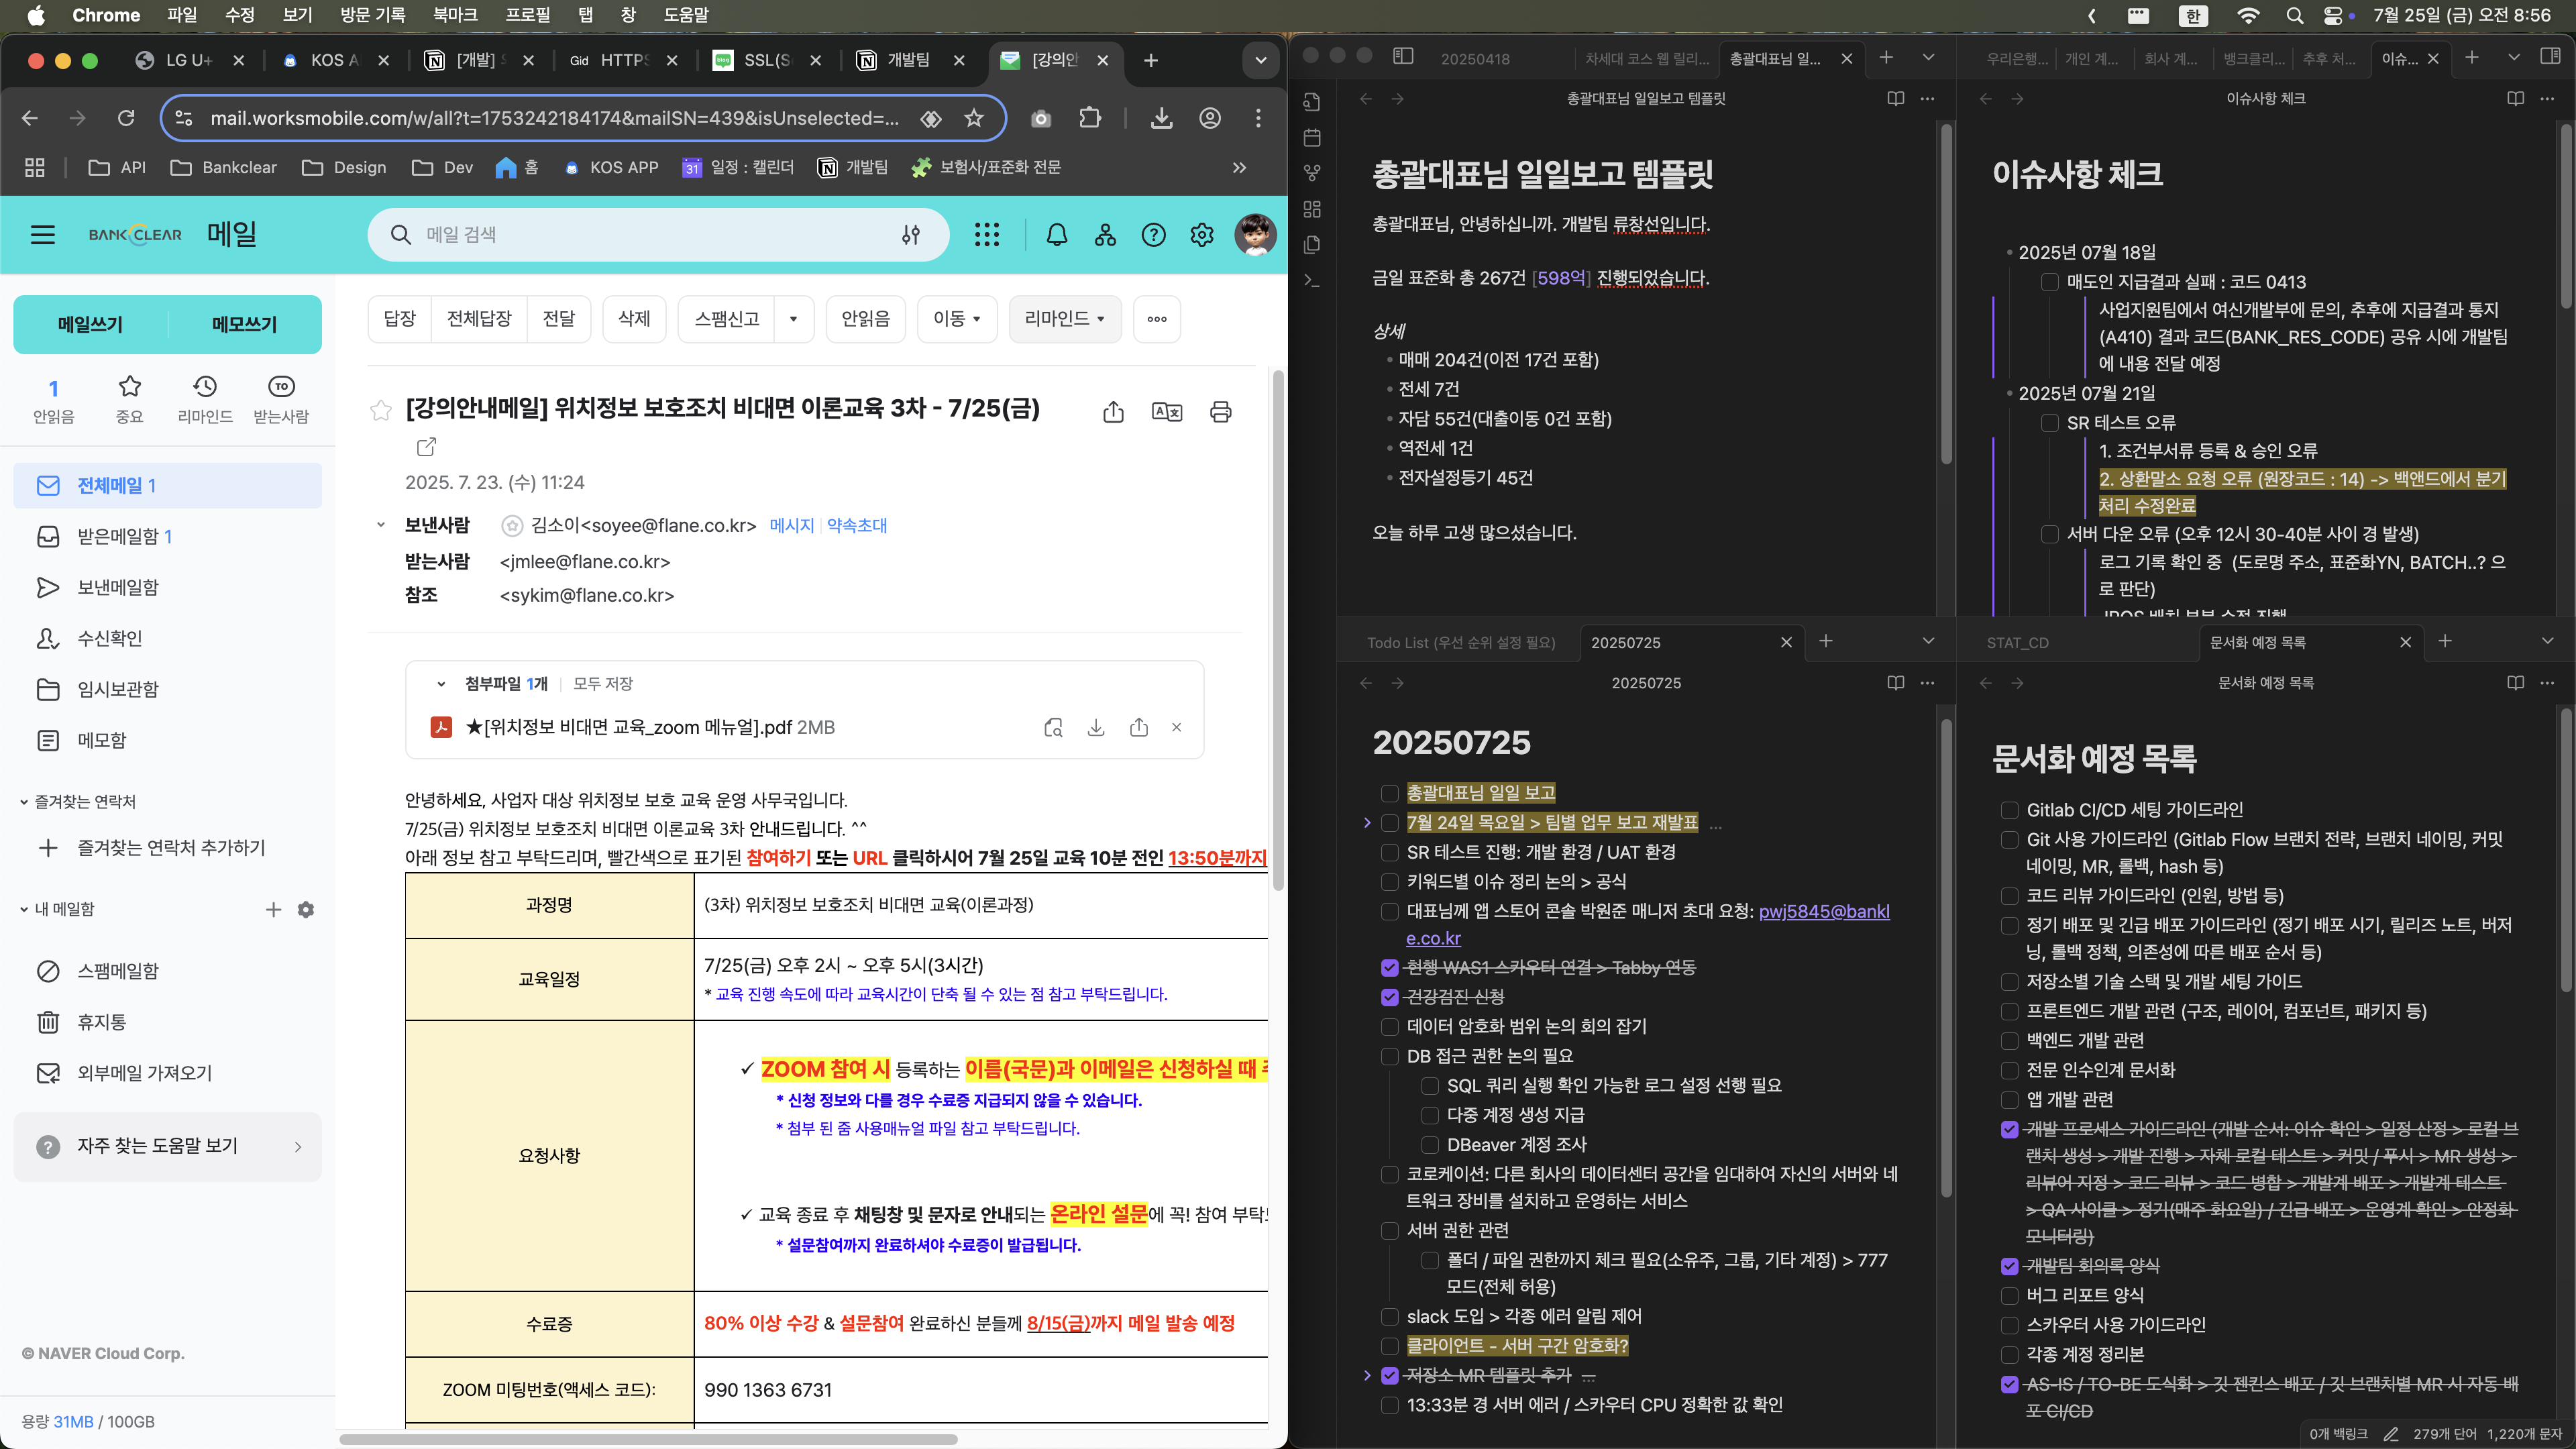 Chrome 파일 수정 보기 방문 기록 북마크 프로필 탭 창 도움말
한 7월 25일 (금) 오전 8:56
LG U+ KOS A [개발] S Gid HTTPS SSL(S 개발팀 [강의안
mail.worksmobile.com/w/all?t=1753242184174&mailSN=439&isUnselected=...
API Bankclear Design Dev 홈 KOS APP 31 일정 : 캘린더 개발팀 보험사/표준화 전문
BANKCLEAR 메일
메일 검색
메일쓰기 메모쓰기
1
안읽음 중요 리마인드 받는사람
TO
전체메일 1
받은메일함 1
보낸메일함
수신확인
임시보관함
메모함
즐겨찾는 연락처
즐겨찾는 연락처 추가하기
내 메일함
스팸메일함
휴지통
외부메일 가져오기
자주 찾는 도움말 보기
© NAVER Cloud Corp.
용량 31MB / 100GB
답장 전체답장 전달 삭제 스팸신고 안읽음 이동 리마인드
[강의안내메일] 위치정보 보호조치 비대면 이론교육 3차 - 7/25(금)
2025. 7. 23. (수) 11:24
보낸사람 김소이<soyee@flane.co.kr> 메시지 약속초대
받는사람 <jmlee@flane.co.kr>
참조 <sykim@flane.co.kr>
첨부파일 1개 모두 저장
★[위치정보 비대면 교육_zoom 메뉴얼].pdf 2MB
안녕하세요, 사업자 대상 위치정보 보호 교육 운영 사무국입니다.
7/25(금) 위치정보 보호조치 비대면 이론교육 3차 안내드립니다. ^^
아래 정보 참고 부탁드리며, 빨간색으로 표기된 참여하기 또는 URL 클릭하시어 7월 25일 교육 10분 전인 13:50분까지
과정명 (3차) 위치정보 보호조치 비대면 교육(이론과정)
교육일정 7/25(금) 오후 2시 ~ 오후 5시(3시간)
* 교육 진행 속도에 따라 교육시간이 단축 될 수 있는 점 참고 부탁드립니다.
요청사항
✓ ZOOM 참여 시 등록하는 이름(국문)과 이메일은 신청하실 때
* 신청 정보와 다를 경우 수료증 지급되지 않을 수 있습니다.
* 첨부 된 줌 사용매뉴얼 파일 참고 부탁드립니다.
✓ 교육 종료 후 채팅창 및 문자로 안내되는 온라인 설문에 꼭! 참여 부탁
* 설문참여까지 완료하셔야 수료증이 발급됩니다.
수료증 80% 이상 수강 & 설문참여 완료하신 분들께 8/15(금)까지 메일 발송 예정
ZOOM 미팅번호(액세스 코드): 990 1363 6731
20250418 차세대 코스 웹 릴리... 총괄대표님 일...
총괄대표님 일일보고 템플릿
총괄대표님 일일보고 템플릿
총괄대표님, 안녕하십니까. 개발팀 류창선입니다.
금일 표준화 총 267건 [598억] 진행되었습니다.
상세
매매 204건(이전 17건 포함)
전세 7건
자담 55건(대출이동 0건 포함)
역전세 1건
전자설정등기 45건
오늘 하루 고생 많으셨습니다.
우리은행... 개인 계... 회사 계... 뱅크클리... 추후 처... 이슈...
이슈사항 체크
이슈사항 체크
2025년 07월 18일
매도인 지급결과 실패 : 코드 0413
사업지원팀에서 여신개발부에 문의, 추후에 지급결과 통지
(A410) 결과 코드(BANK_RES_CODE) 공유 시에 개발팀
에 내용 전달 예정
2025년 07월 21일
SR 테스트 오류
1. 조건부서류 등록 & 승인 오류
2. 상환말소 요청 오류 (원장코드 : 14) -> 백앤드에서 분기
처리 수정완료
서버 다운 오류 (오후 12시 30-40분 사이 경 발생)
로그 기록 확인 중 (도로명 주소, 표준화YN, BATCH..? 으
로 판단)
IROS 배치 부분 수정 진행
Todo List (우선 순위 설정 필요) 20250725
20250725
20250725
총괄대표님 일일 보고
7월 24일 목요일 > 팀별 업무 보고 재발표 ...
SR 테스트 진행: 개발 환경 / UAT 환경
키워드별 이슈 정리 논의 > 공식
대표님께 앱 스토어 콘솔 박원준 매니저 초대 요청: pwj5845@bankl
e.co.kr
현행 WAS1 스카우터 연결 > Tabby 연동
건강검진 신청
데이터 암호화 범위 논의 회의 잡기
DB 접근 권한 논의 필요
SQL 쿼리 실행 확인 가능한 로그 설정 선행 필요
다중 계정 생성 지급
DBeaver 계정 조사
코로케이션: 다른 회사의 데이터센터 공간을 임대하여 자신의 서버와 네
트워크 장비를 설치하고 운영하는 서비스
서버 권한 관련
폴더 / 파일 권한까지 체크 필요(소유주, 그룹, 기타 계정) > 777
모드(전체 허용)
slack 도입 > 각종 에러 알림 제어
클라이언트 - 서버 구간 암호화?
저장소 MR 템플릿 추가 ...
13:33분 경 서버 에러 / 스카우터 CPU 정확한 값 확인
STAT_CD 문서화 예정 목록
문서화 예정 목록
문서화 예정 목록
Gitlab CI/CD 세팅 가이드라인
Git 사용 가이드라인 (Gitlab Flow 브랜치 전략, 브랜치 네이밍, 커밋
네이밍, MR, 롤백, hash 등)
코드 리뷰 가이드라인 (인원, 방법 등)
정기 배포 및 긴급 배포 가이드라인 (정기 배포 시기, 릴리즈 노트, 버저
닝, 롤백 정책, 의존성에 따른 배포 순서 등)
저장소별 기술 스택 및 개발 세팅 가이드
프론트엔드 개발 관련 (구조, 레이어, 컴포넌트, 패키지 등)
백엔드 개발 관련
전문 인수인계 문서화
앱 개발 관련
개발 프로세스 가이드라인 (개발 순서: 이슈 확인 > 일정 산정 > 로컬 브
랜치 생성 > 개발 진행 > 자체 로컬 테스트 > 커밋 / 푸시 > MR 생성 >
리뷰어 지정 > 코드 리뷰 > 코드 병합 > 개발계 배포 > 개발계 테스트
> QA 사이클 > 정기(매주 화요일) / 긴급 배포 > 운영계 확인 > 안정화
모니터링)
개발팀 회의록 양식
버그 리포트 양식
스카우터 사용 가이드라인
각종 계정 정리본
AS-IS / TO-BE 도식화 > 깃 젠킨스 배포 / 깃 브랜치별 MR 시 자동 배
포 CI/CD
0개 백링크 279개 단어 1,220개 문자